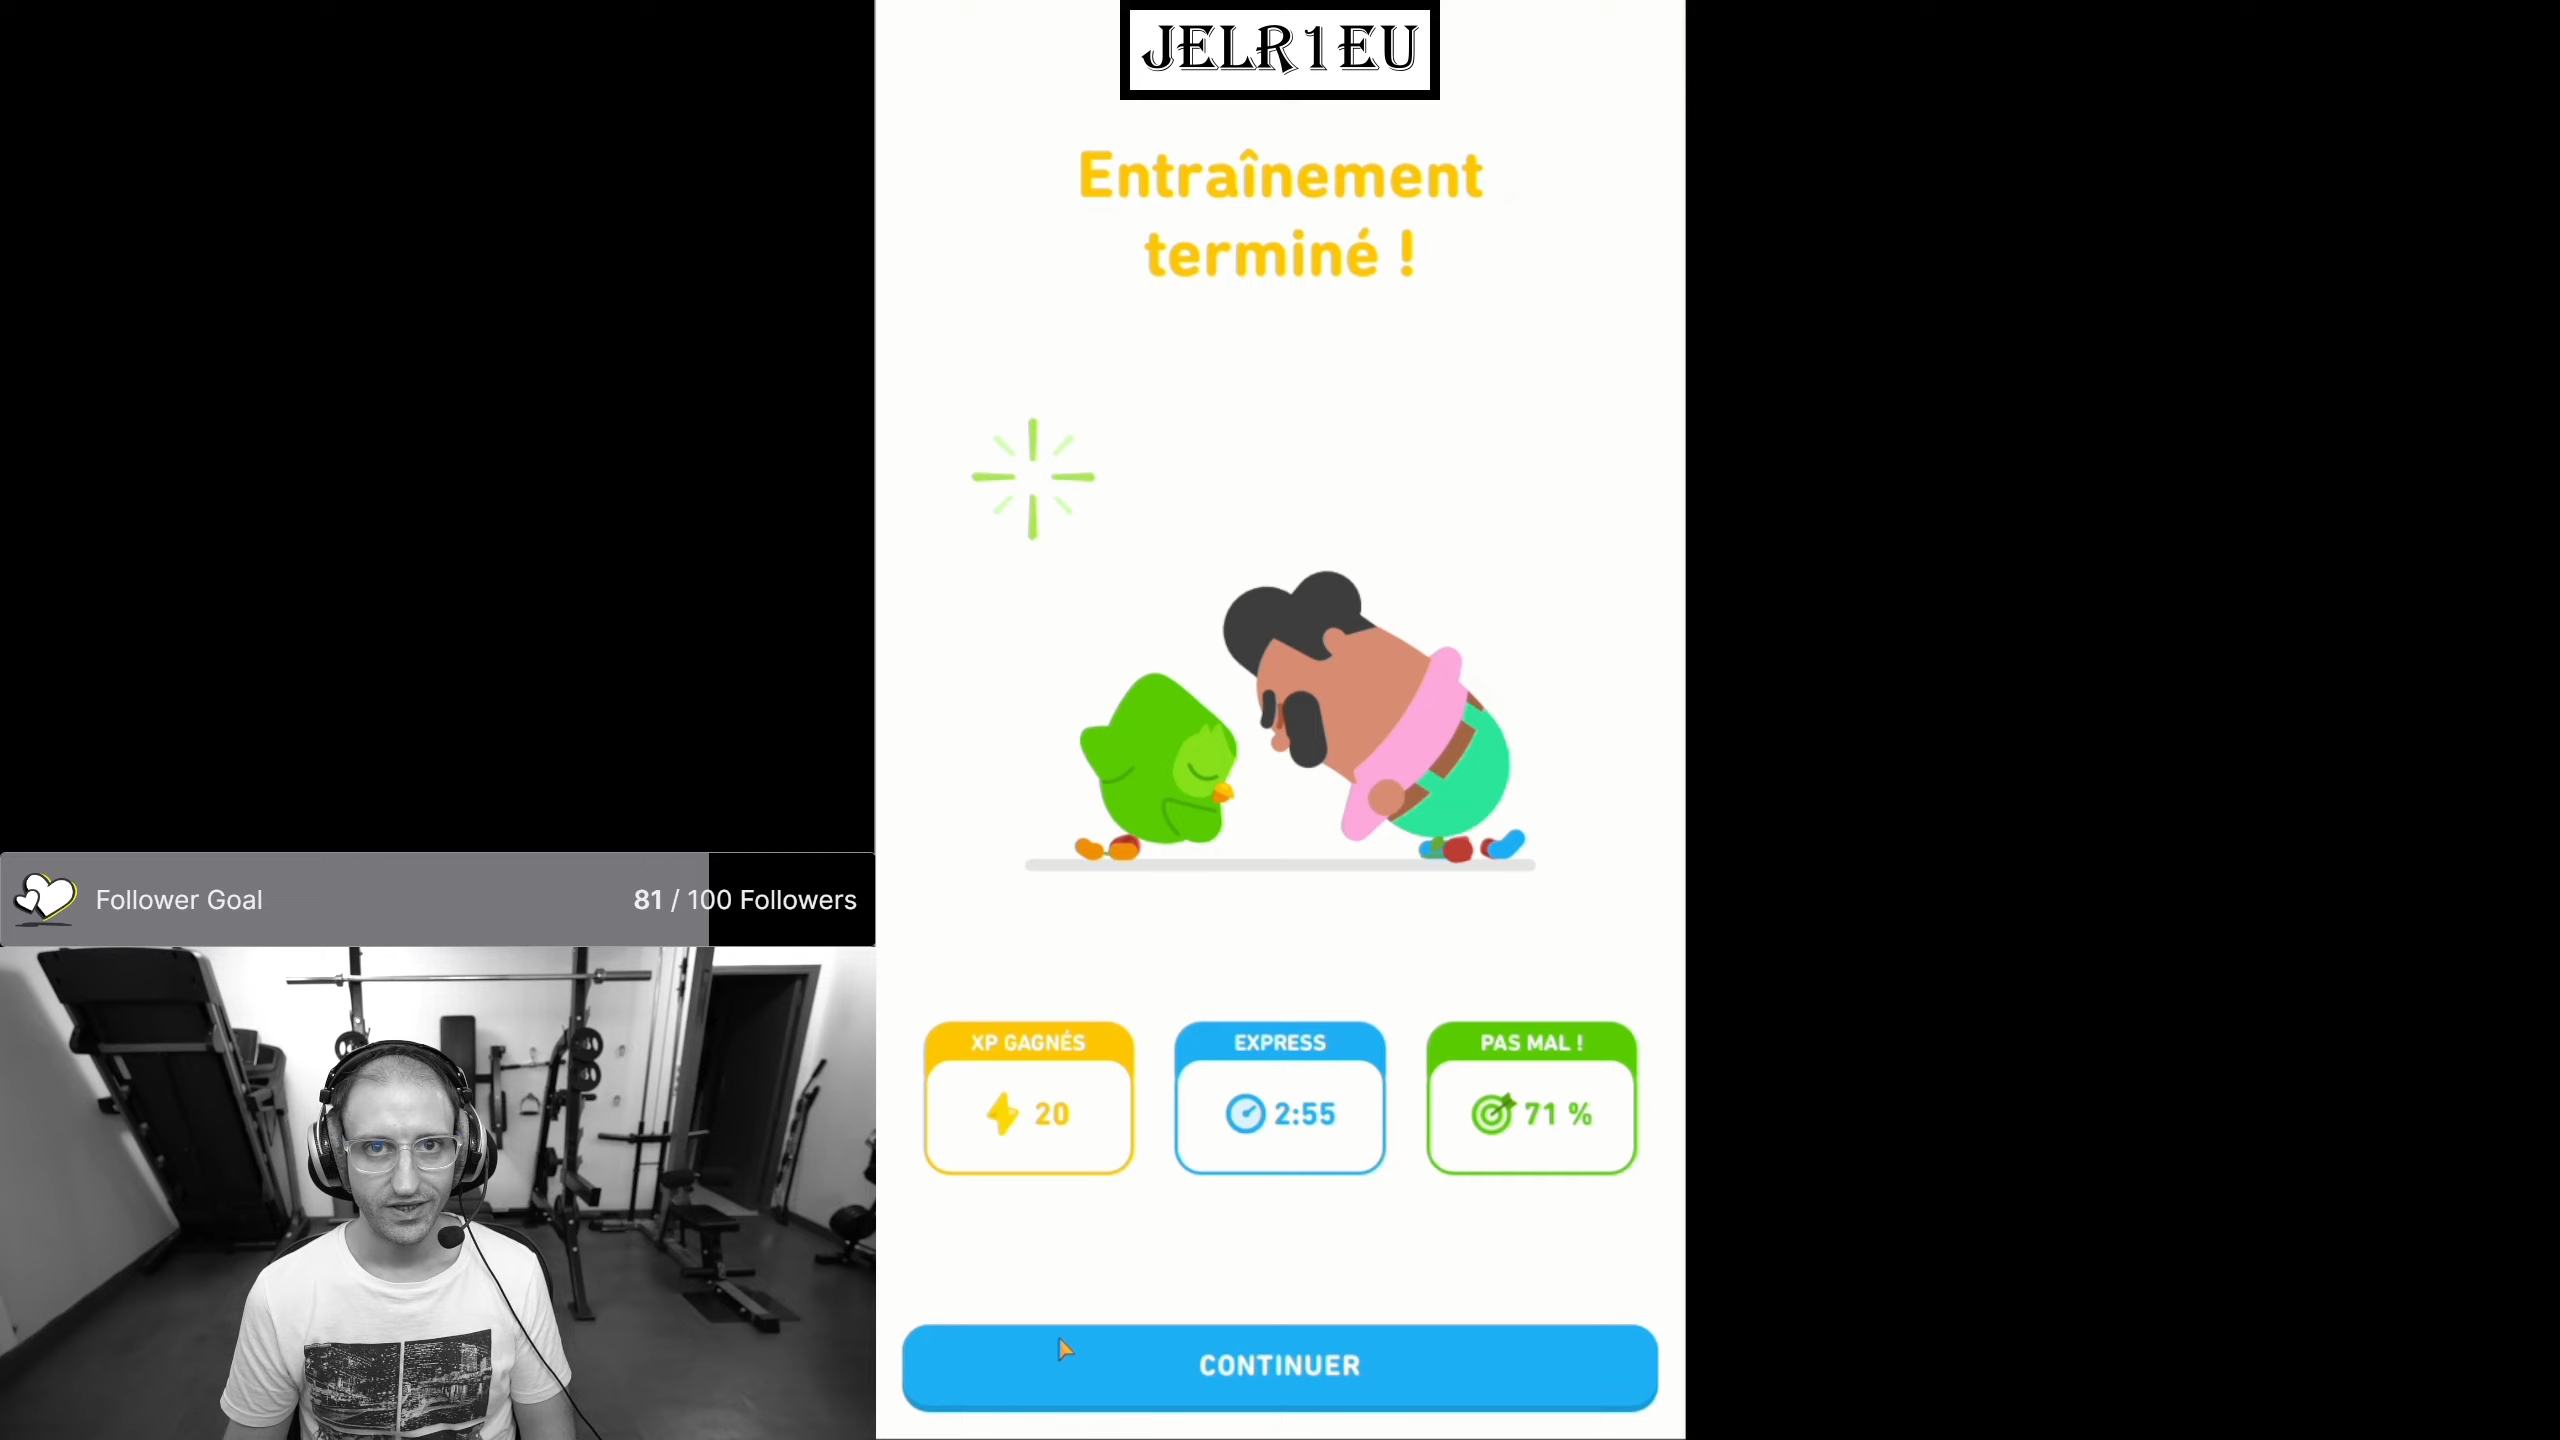 JELR1EU
Entraînement
terminé !
Follower Goal
81 / 100 Followers
XP GAGNÉS
EXPRESS
PAS MAL !
20
2:55
71 %
CONTINUER